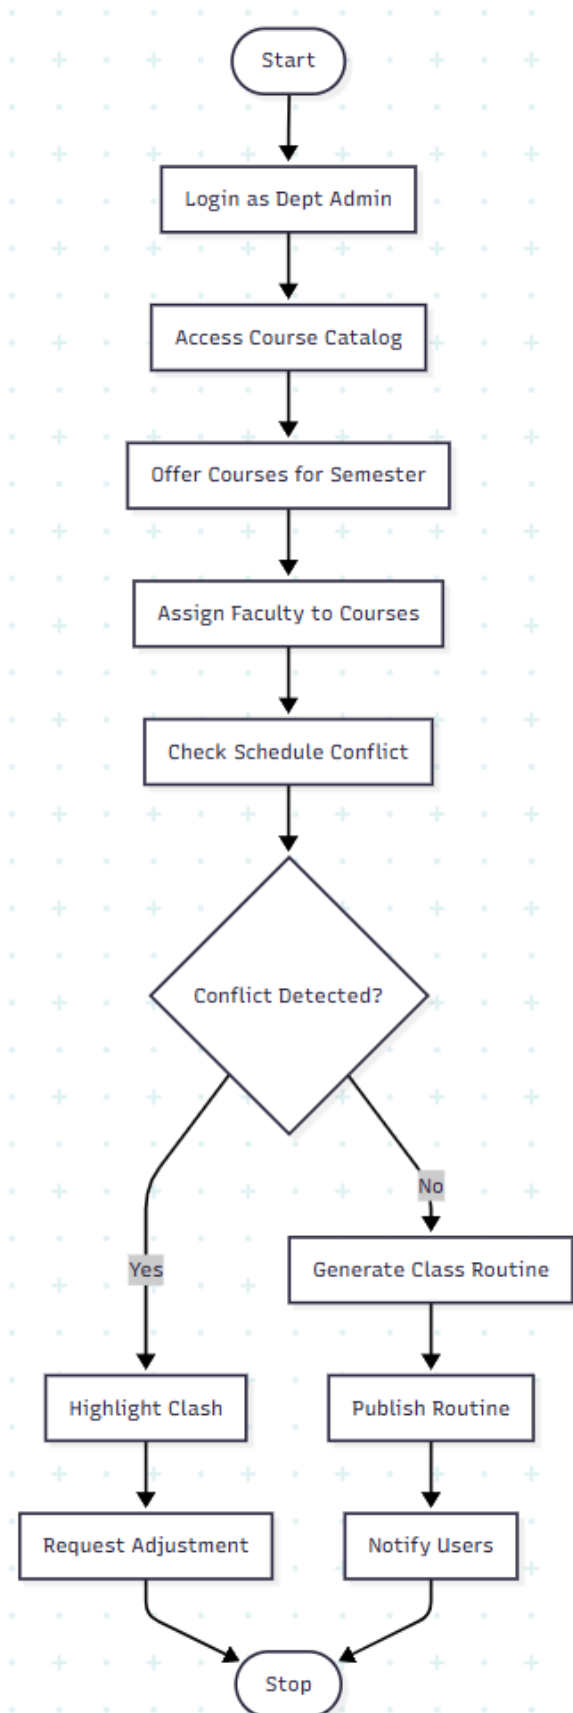 Start
Login as Dept Admin
Access Course Catalog
Offer Courses for Semester
Assign Faculty to Courses
Check Schedule Conflict
Conflict Detected?
No
Yes
Generate Class Routine
Highlight Clash
Publish Routine
Request Adjustment
Notify Users
Stop